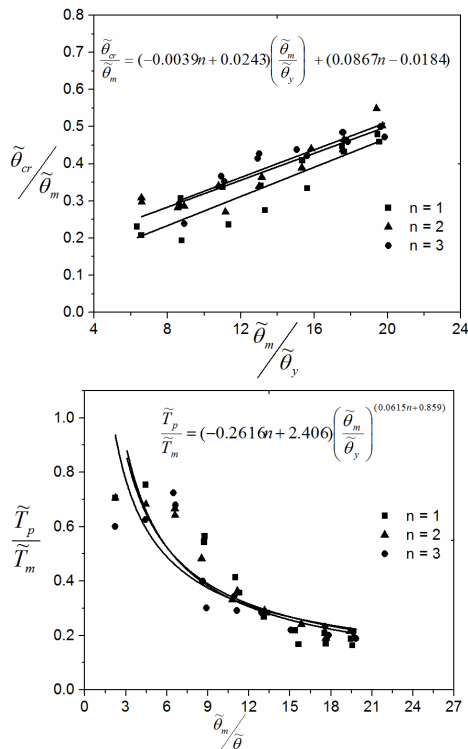 0.8
0.7
0.6
0.5
0.4
0.3
0.2
0.1
0.0
θ̃cr/θ̃m = (-0.0039n+0.0243)(θ̃m/θ̃y) + (0.0867n-0.0184)
θ̃cr/θ̃m
n = 1
n = 2
n = 3
4 8 12 16 20 24
θ̃m/θ̃y
1.0
0.8
0.6
0.4
0.2
0.0
T̃p/T̃m = (-0.2616n+2.406)(θ̃m/θ̃y)^(0.0615n+0.859)
T̃p/T̃m
n = 1
n = 2
n = 3
0 3 6 9 12 15 18 21 24 27
θ̃m/θ̃